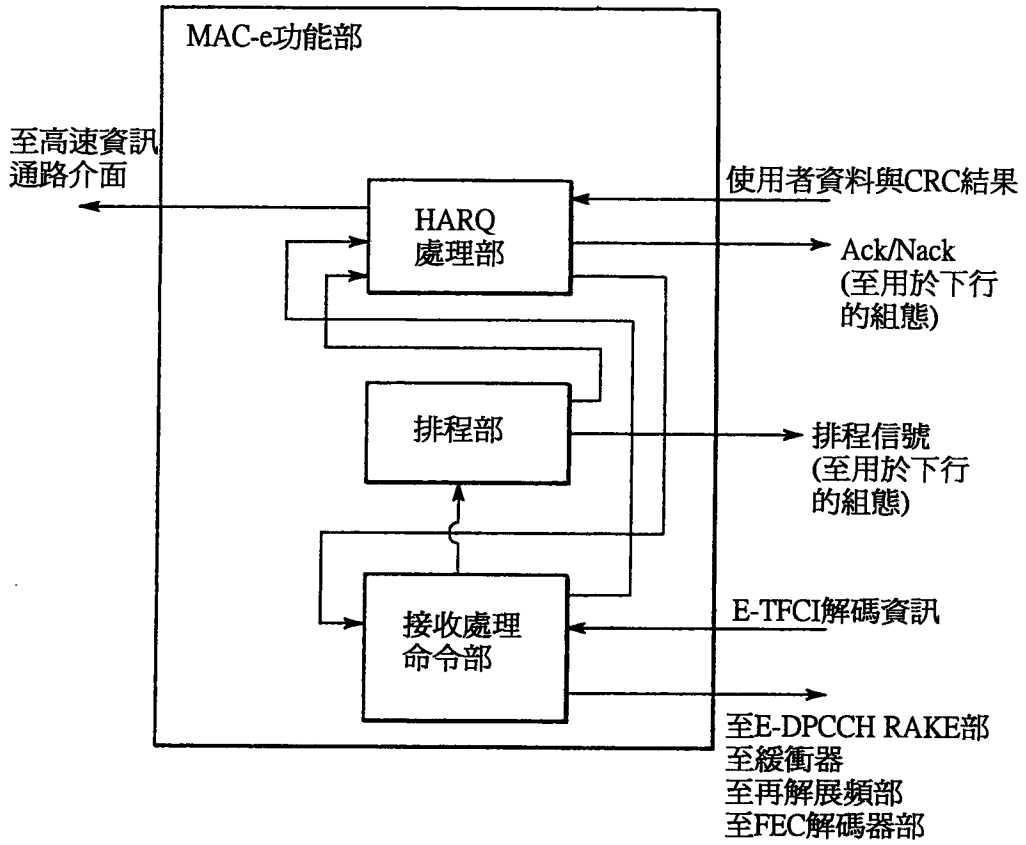 MAC-e功能部
至高速資訊
通路介面
使用者資料與CRC結果
HARQ
處理部
Ack/Nack
(至用於下行
的組態)
排程部
排程信號
(至用於下行
的組態)
E-TFCI解碼資訊
接收處理
命令部
至E-DPCCH RAKE部
至緩衝器
至再解展頻部
至FEC解碼器部